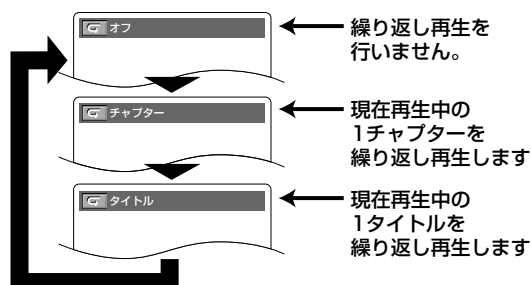 オフ
繰り返し再生を
行いません。
チャプター
現在再生中の
1チャプターを
繰り返し再生します
タイトル
現在再生中の
1タイトルを
繰り返し再生します